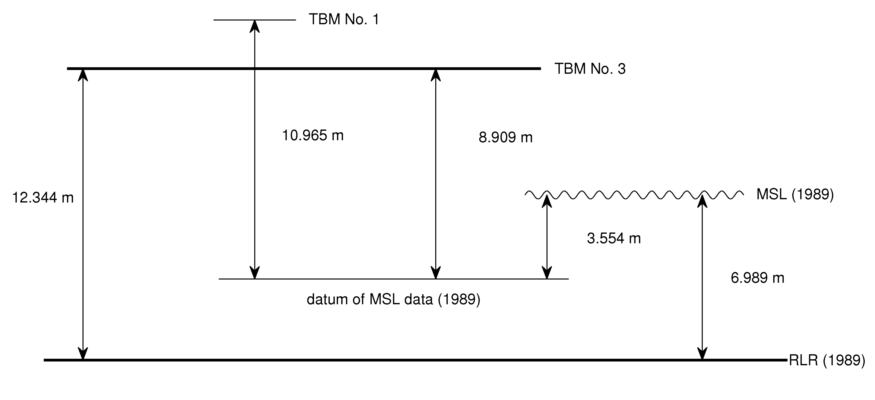 TBM No. 1
TBM No. 3
10.965 m
8.909 m
12.344 m
MSL (1989)
3.554 m
6.989 m
datum of MSL data (1989)
RLR (1989)